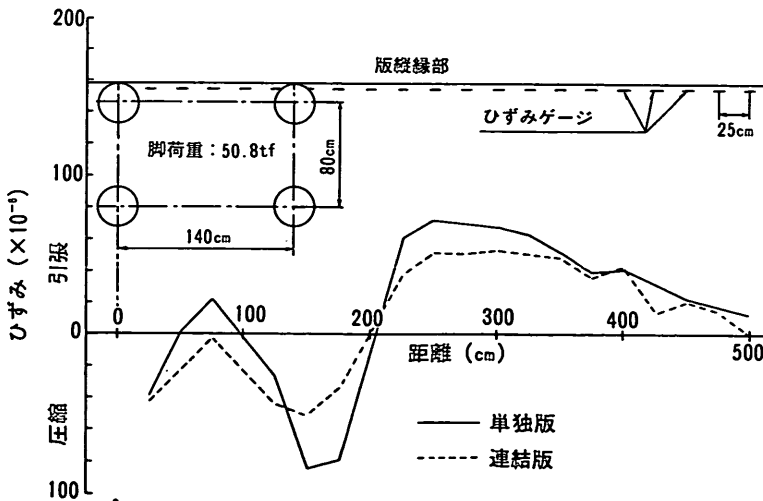 200
版縦縁部
ひずみゲージ
25cm
脚荷重:50.8tf
80cm
140cm
100
ひずみ (×10⁻⁶)
引張
圧縮
0
0
100
200
300
400
500
距離 (cm)
単独版
連結版
100